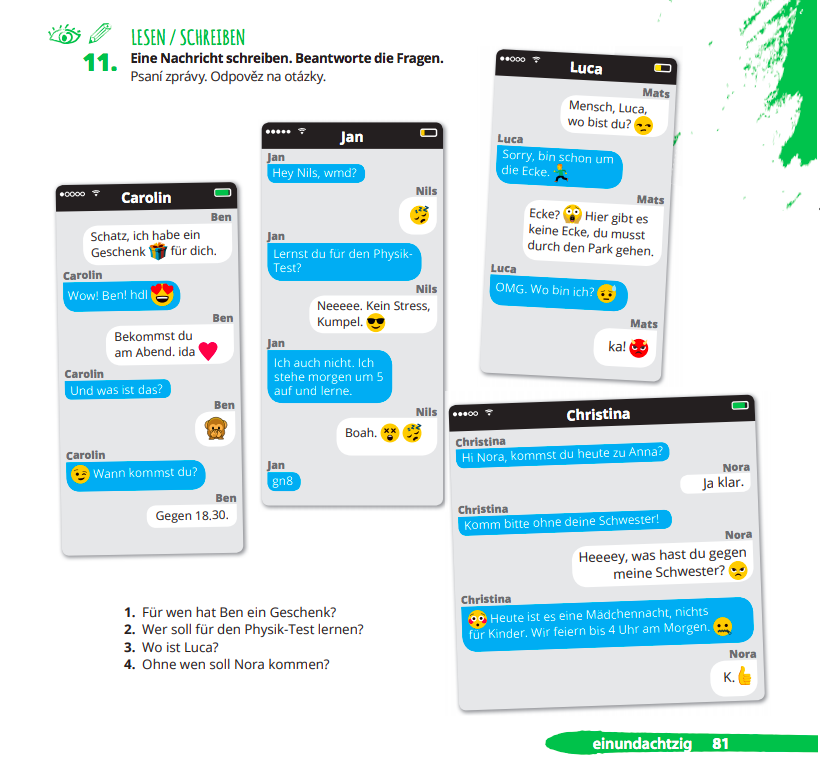 LESEN / SCHREIBEN
11. Eine Nachricht schreiben. Beantworte die Fragen.
Psaní zprávy. Odpověz na otázky.
Carolin
Ben
Schatz, ich habe ein
Geschenk 🎁 für dich.
Carolin
Wow! Ben! hdl 😍
Ben
Bekommst du
am Abend. ida ♥
Carolin
Und was ist das?
Ben
🙊
Carolin
😉 Wann kommst du?
Ben
Gegen 18.30.
Jan
Jan
Hey Nils, wmd?
Nils
😴
Jan
Lernst du für den Physik-
Test?
Nils
Neeeee. Kein Stress,
Kumpel. 😎
Jan
Ich auch nicht. Ich
stehe morgen um 5
auf und lerne.
Nils
Boah. 😵😴
Jan
gn8
Luca
Mats
Mensch, Luca,
wo bist du? 😒
Luca
Sorry, bin schon um
die Ecke. 🏃
Mats
Ecke? 😱 Hier gibt es
keine Ecke, du musst
durch den Park gehen.
Luca
OMG. Wo bin ich? 😓
Mats
ka! 😡
Christina
Christina
Hi Nora, kommst du heute zu Anna?
Nora
Ja klar.
Christina
Komm bitte ohne deine Schwester!
Nora
Heeeey, was hast du gegen
meine Schwester? 😠
Christina
😳 Heute ist es eine Mädchennacht, nichts
für Kinder. Wir feiern bis 4 Uhr am Morgen. 🤐
Nora
K. 👍
1. Für wen hat Ben ein Geschenk?
2. Wer soll für den Physik-Test lernen?
3. Wo ist Luca?
4. Ohne wen soll Nora kommen?
einundachtzig 81